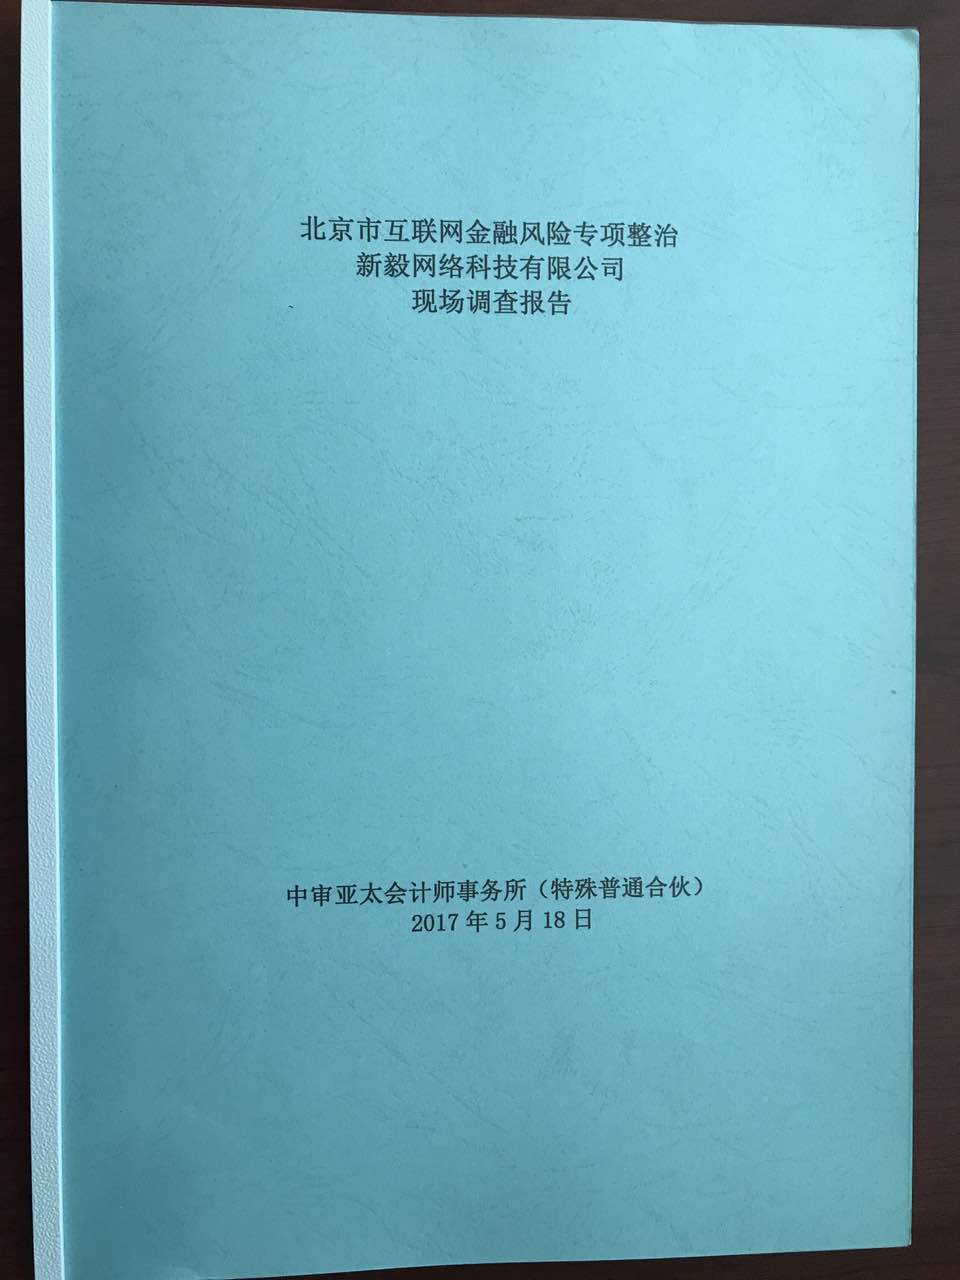 北京市互联网金融风险专项整治
新毅网络科技有限公司
现场调查报告
中审亚太会计师事务所（特殊普通合伙）
2017年5月18日